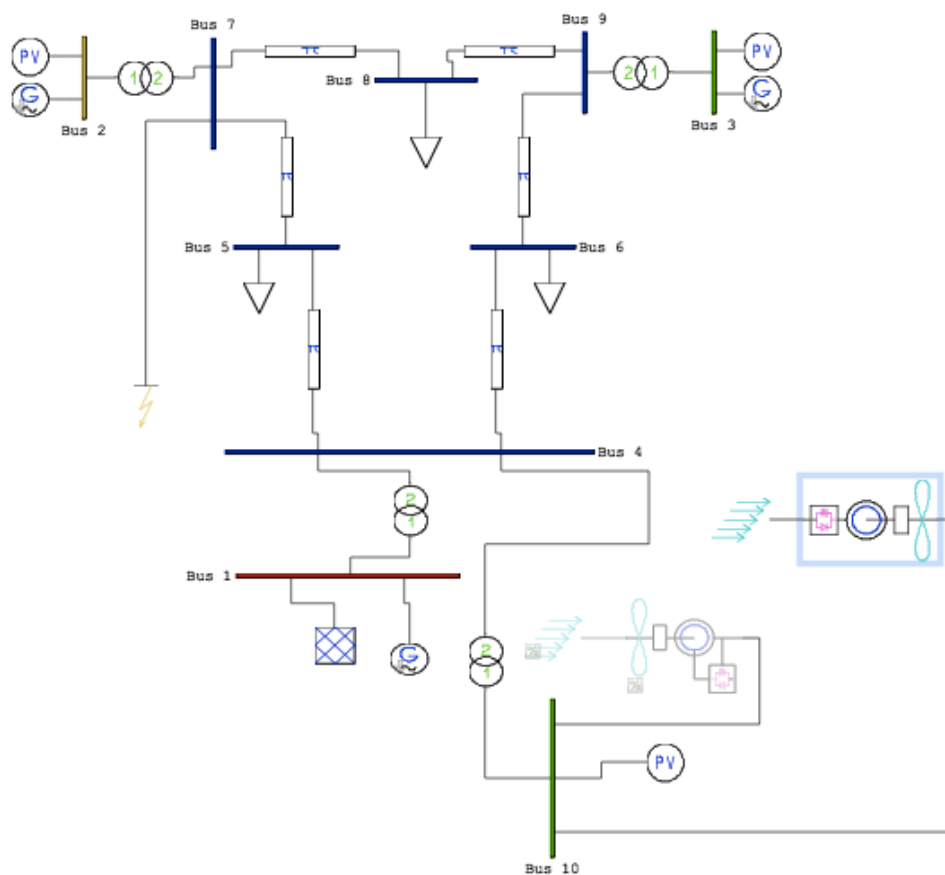 Bus 7
Bus 9
PV
G
1 2
Bus 2
π
π
Bus 8
2 1
PV
G
Bus 3
π
π
Bus 5
Bus 6
π
π
Bus 4
2
1
Bus 1
G
2
1
PV
Bus 10